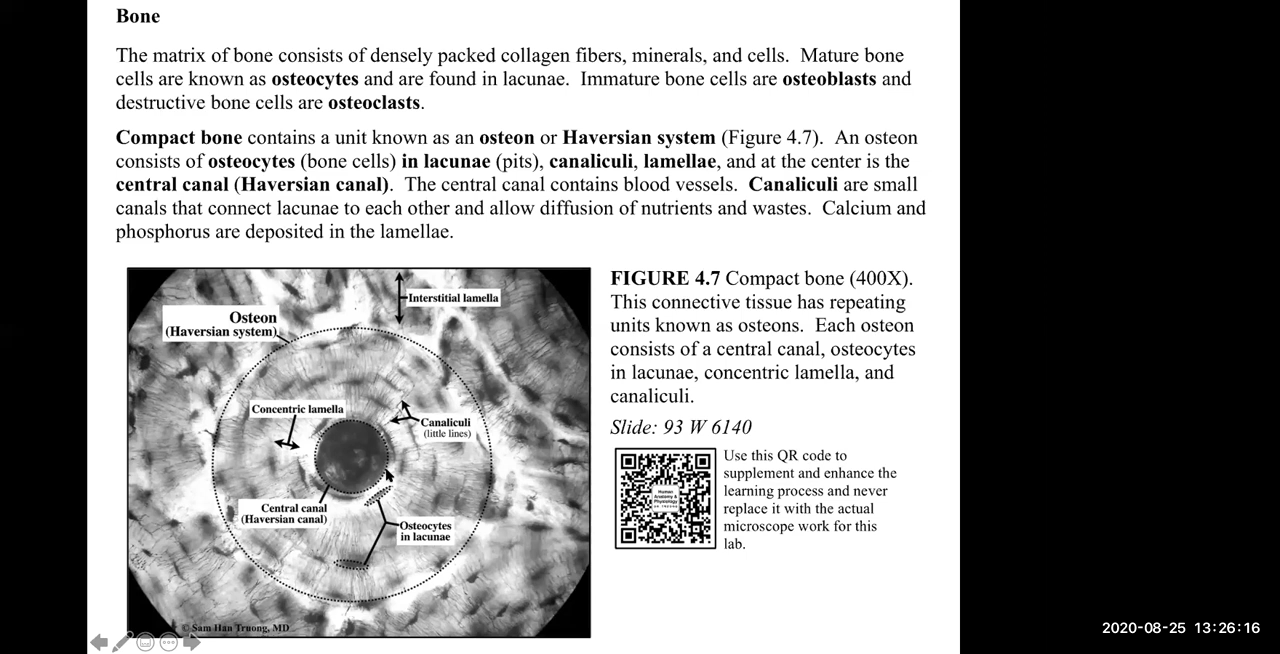 Bone
The matrix of bone consists of densely packed collagen fibers, minerals, and cells. Mature bone
cells are known as osteocytes and are found in lacunae. Immature bone cells are osteoblasts and
destructive bone cells are osteoclasts.
Compact bone contains a unit known as an osteon or Haversian system (Figure 4.7). An osteon
consists of osteocytes (bone cells) in lacunae (pits), canaliculi, lamellae, and at the center is the
central canal (Haversian canal). The central canal contains blood vessels. Canaliculi are small
canals that connect lacunae to each other and allow diffusion of nutrients and wastes. Calcium and
phosphorus are deposited in the lamellae.
Interstitial lamella
Osteon
(Haversian system)
Concentric lamella
Canaliculi
(little lines)
Central canal
(Haversian canal)
Osteocytes
in lacunae
© Sam Han Truong, MD
FIGURE 4.7 Compact bone (400X).
This connective tissue has repeating
units known as osteons. Each osteon
consists of a central canal, osteocytes
in lacunae, concentric lamella, and
canaliculi.
Slide: 93 W 6140
Human
Anatomy &
Physiology
Use this QR code to
supplement and enhance the
learning process and never
replace it with the actual
microscope work for this
lab.
2020-08-25 13:26:16